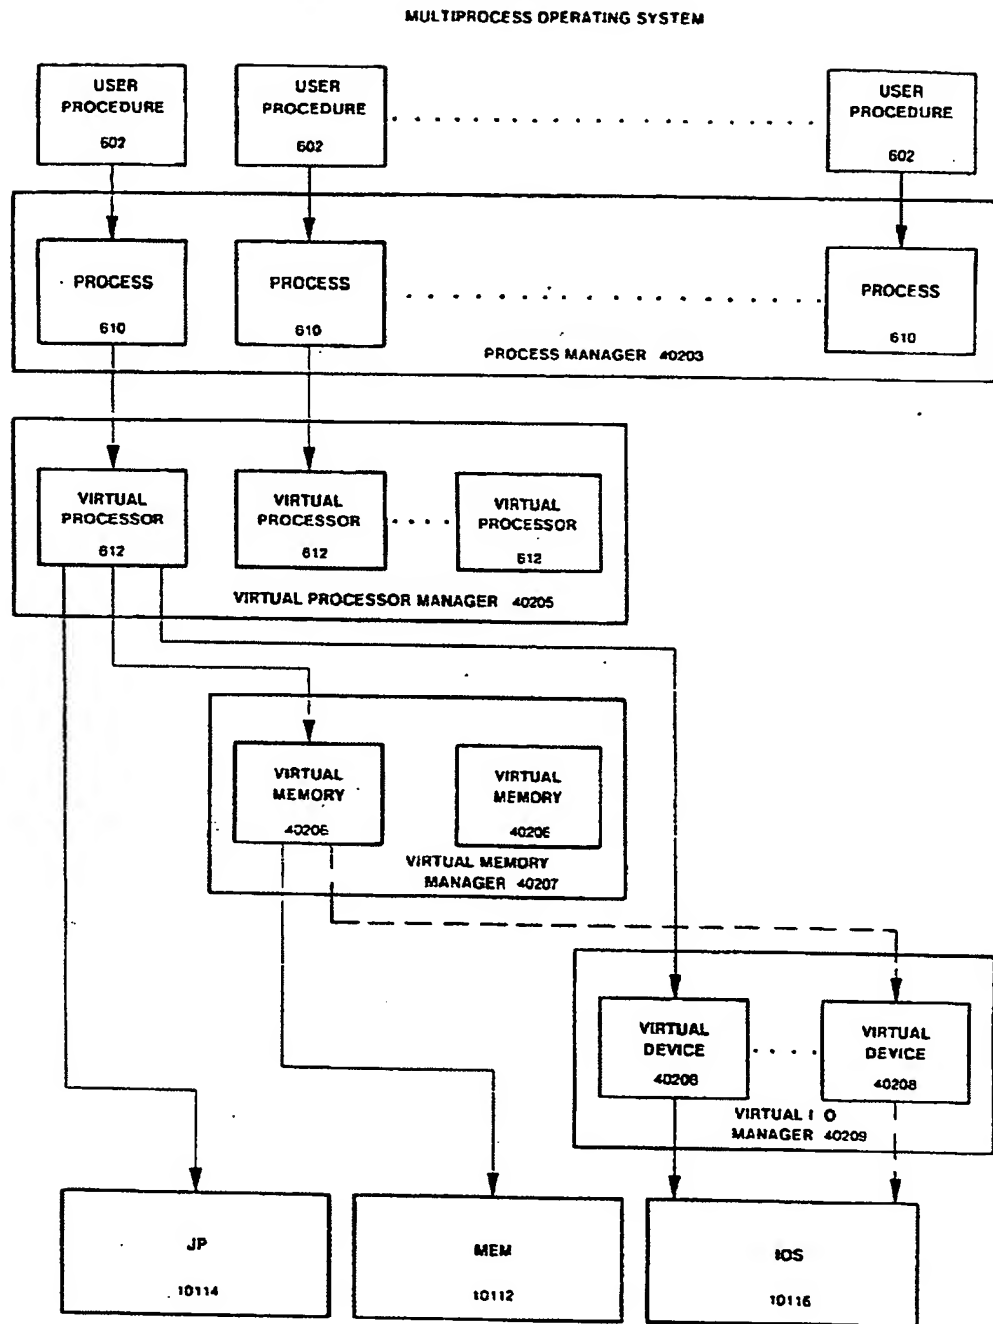 MULTIPROCESS OPERATING SYSTEM
USER
PROCEDURE
602
USER
PROCEDURE
602
USER
PROCEDURE
602
PROCESS
610
PROCESS
610
PROCESS
610
PROCESS MANAGER 40203
VIRTUAL
PROCESSOR
612
VIRTUAL
PROCESSOR
612
VIRTUAL
PROCESSOR
612
VIRTUAL PROCESSOR MANAGER 40205
VIRTUAL
MEMORY
40206
VIRTUAL
MEMORY
40206
VIRTUAL MEMORY
MANAGER 40207
VIRTUAL
DEVICE
40208
VIRTUAL
DEVICE
40208
VIRTUAL I O
MANAGER 40209
JP
10114
MEM
10112
IOS
10116